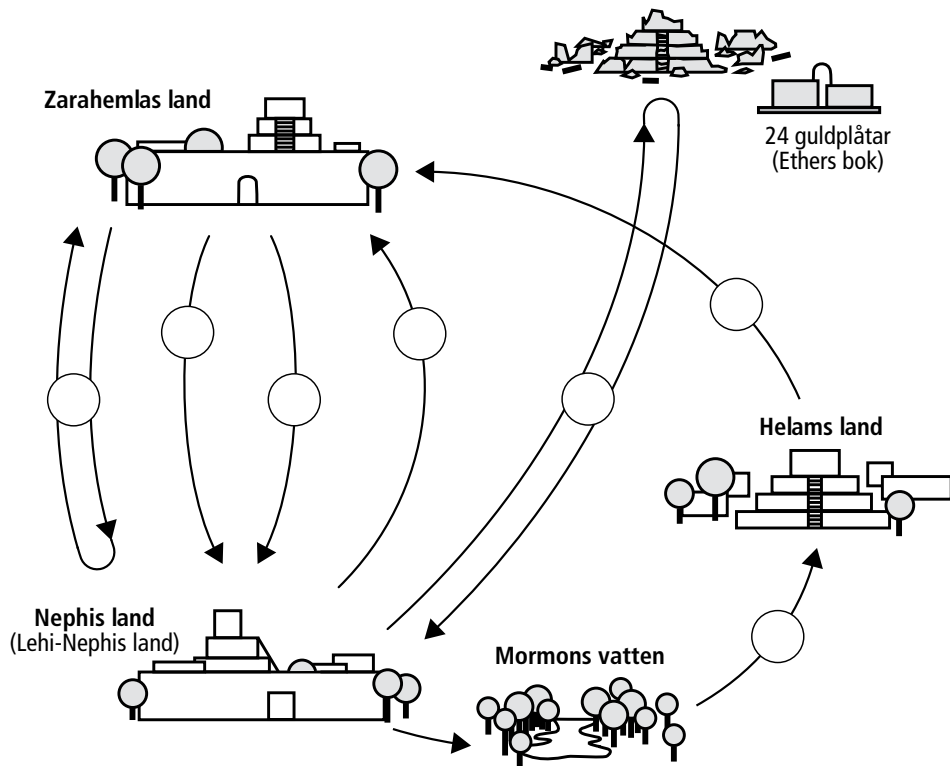 Zarahemlas land
24 guldplåtar
(Ethers bok)
Helams land
Nephis land
(Lehi-Nephis land)
Mormons vatten